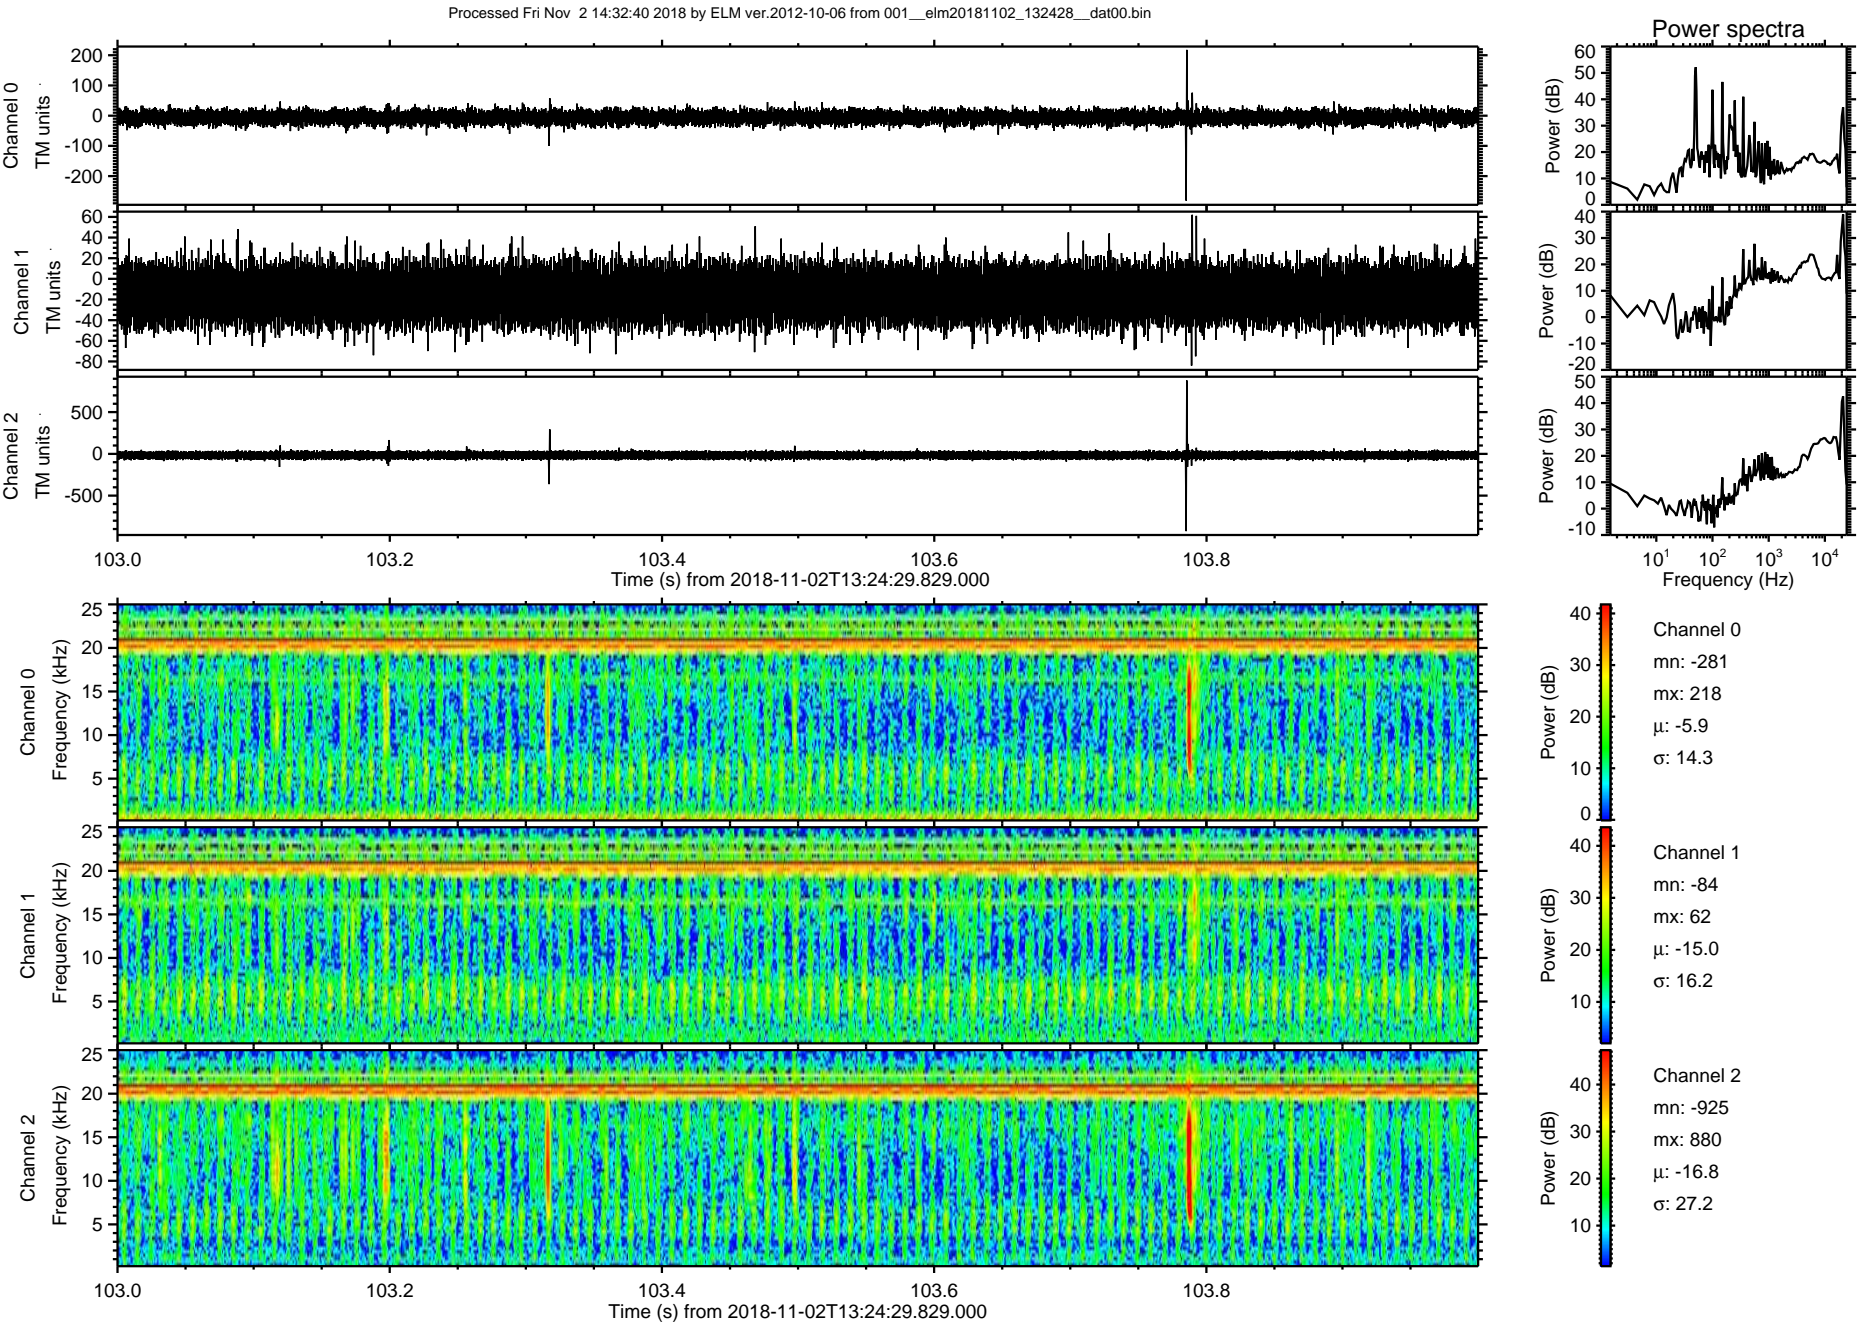 Processed Fri Nov  2 14:32:40 2018 by ELM ver.2012-10-06 from 001__elm20181102_132428__dat00.bin
Power spectra
Channel 0
TM units
200
100
0
-100
-200
Power (dB)
60
50
40
30
20
10
0
Channel 1
TM units
60
40
20
0
-20
-40
-60
-80
Power (dB)
40
30
20
10
0
-10
-20
Channel 2
TM units
500
0
-500
Power (dB)
50
40
30
20
10
0
-10
103.0 103.2 103.4 103.6 103.8
Time (s) from 2018-11-02T13:24:29.829.000
10^1 10^2 10^3 10^4
Frequency (Hz)
Channel 0
Frequency (kHz)
25
20
15
10
5
Power (dB)
40
30
20
10
0
Channel 0
mn: -281
mx: 218
μ: -5.9
σ: 14.3
Channel 1
Frequency (kHz)
25
20
15
10
5
Power (dB)
40
30
20
10
Channel 1
mn: -84
mx: 62
μ: -15.0
σ: 16.2
Channel 2
Frequency (kHz)
25
20
15
10
5
Power (dB)
40
30
20
10
Channel 2
mn: -925
mx: 880
μ: -16.8
σ: 27.2
103.0 103.2 103.4 103.6 103.8
Time (s) from 2018-11-02T13:24:29.829.000